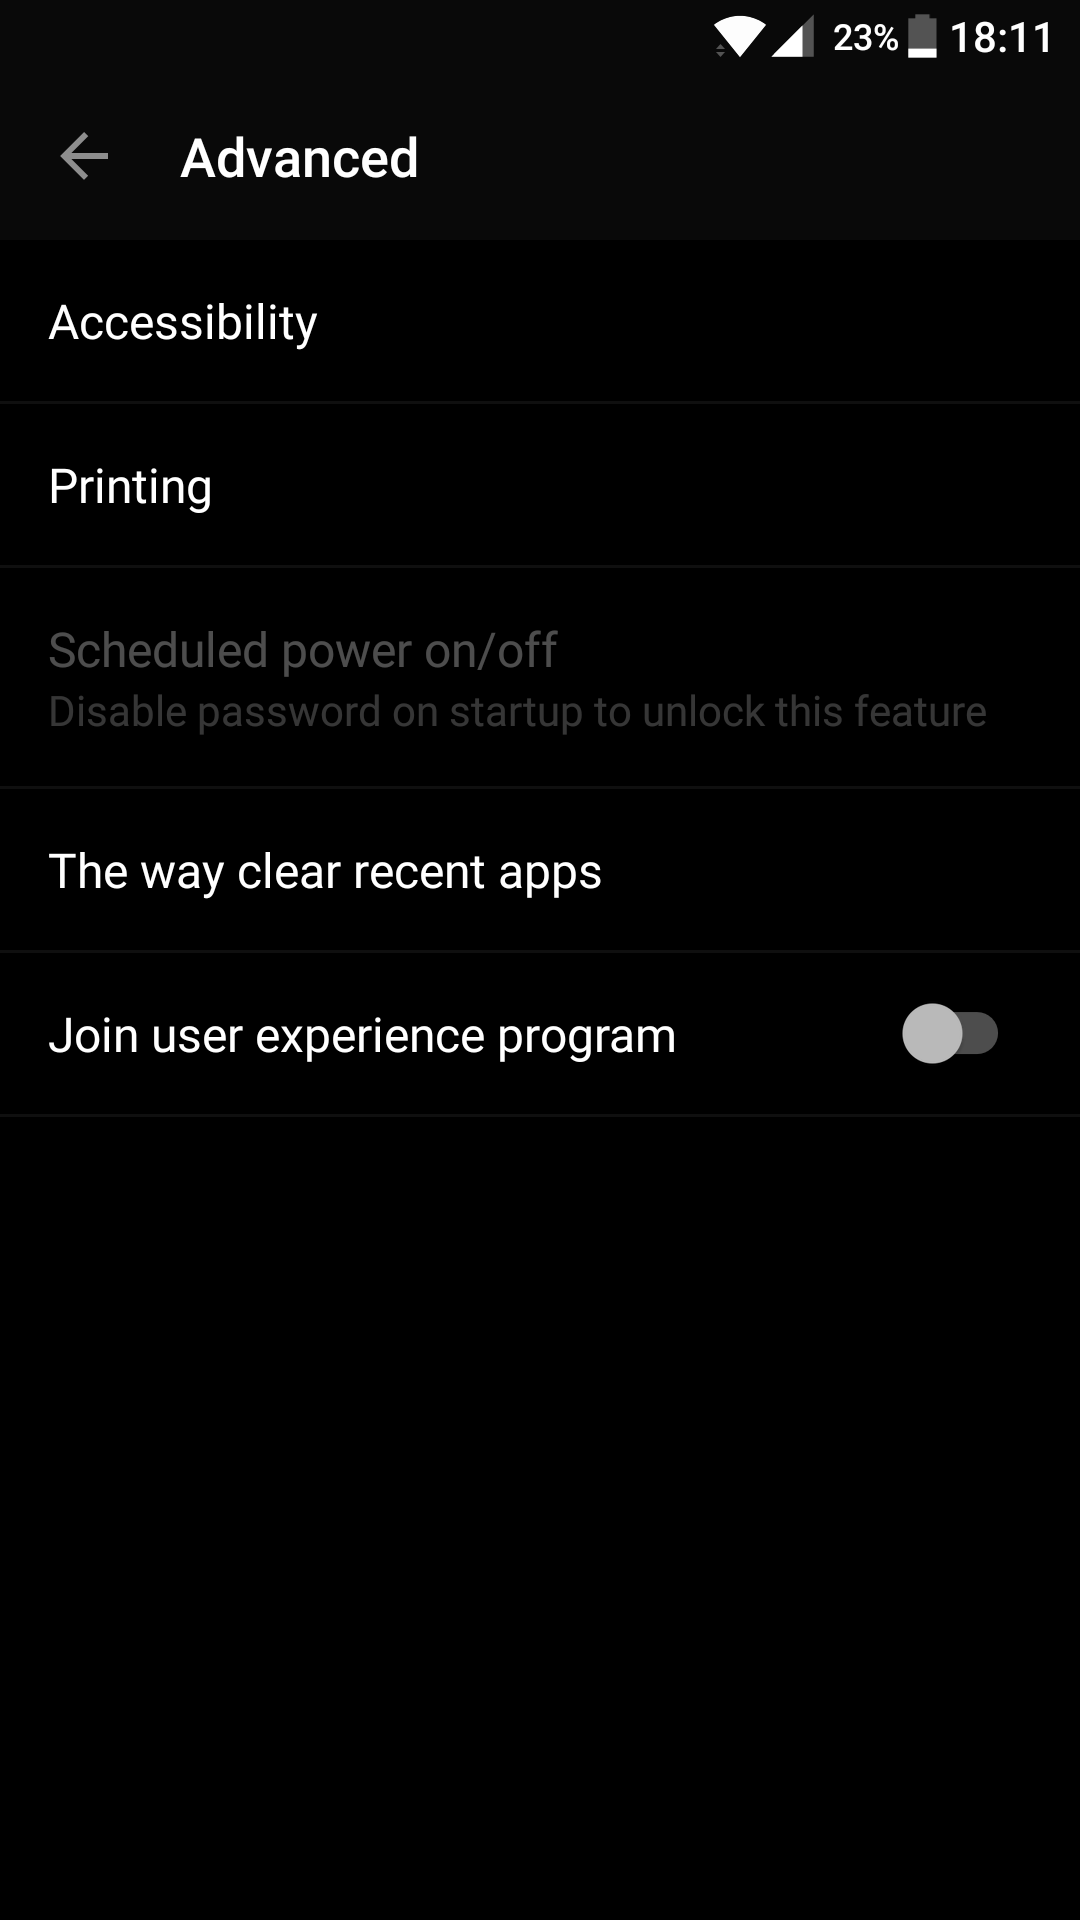 23% 18:11
Advanced
Accessibility
Printing
Scheduled power on/off
Disable password on startup to unlock this feature
The way clear recent apps
Join user experience program